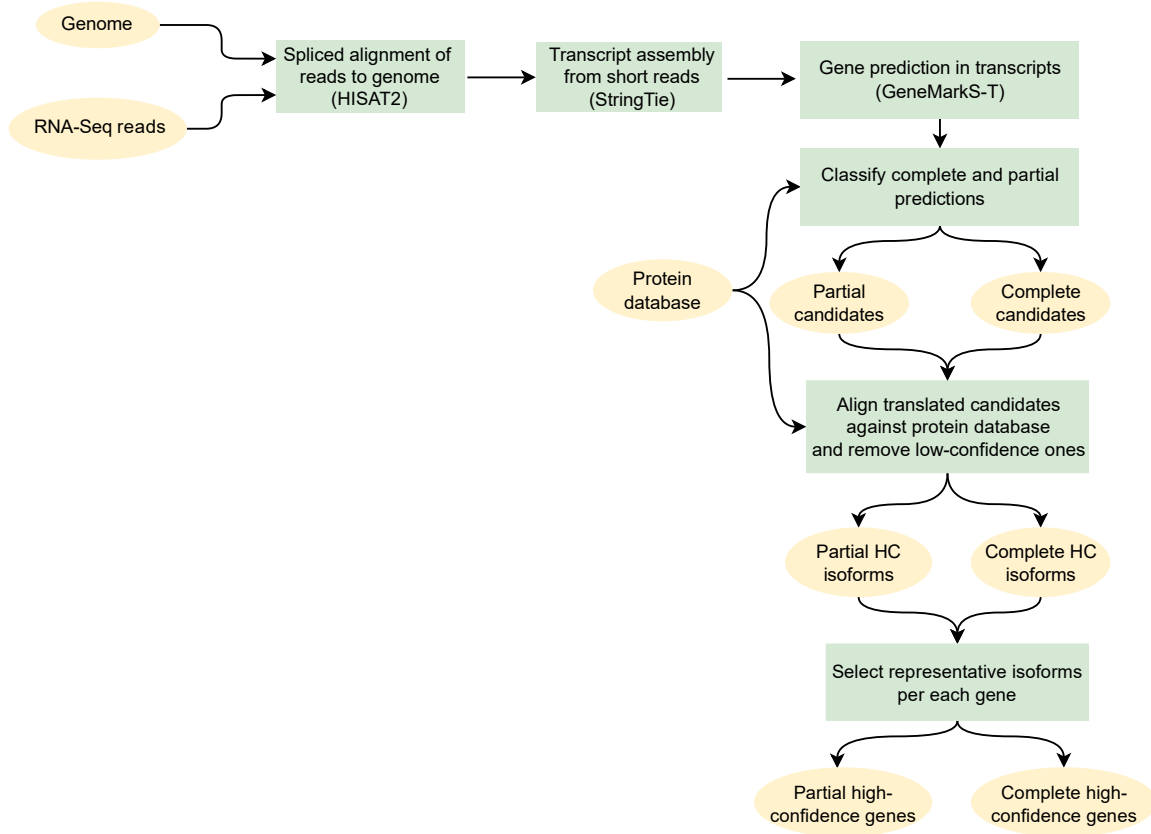 Genome
RNA-Seq reads
Spliced alignment of
reads to genome
(HISAT2)
Transcript assembly
from short reads
(StringTie)
Gene prediction in transcripts
(GeneMarkS-T)
Classify complete and partial
predictions
Protein
database
Partial
candidates
Complete
candidates
Align translated candidates
against protein database
and remove low-confidence ones
Partial HC
isoforms
Complete HC
isoforms
Select representative isoforms
per each gene
Partial high-
confidence genes
Complete high-
confidence genes